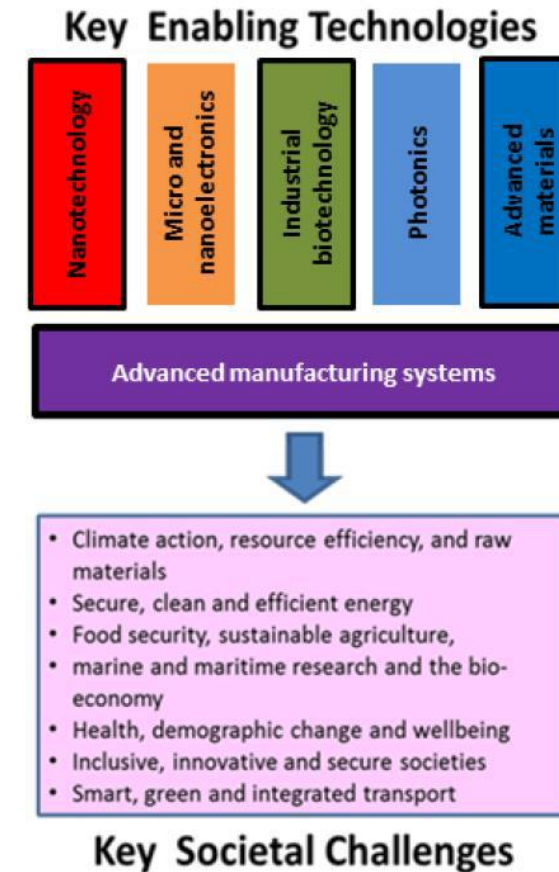 Key Enabling Technologies
Nanotechnology
Micro and
nanoelectronics
Industrial
biotechnology
Photonics
Advanced
materials
Advanced manufacturing systems
• Climate action, resource efficiency, and raw
materials
• Secure, clean and efficient energy
• Food security, sustainable agriculture,
• marine and maritime research and the bio-
economy
• Health, demographic change and wellbeing
• Inclusive, innovative and secure societies
• Smart, green and integrated transport
Key Societal Challenges